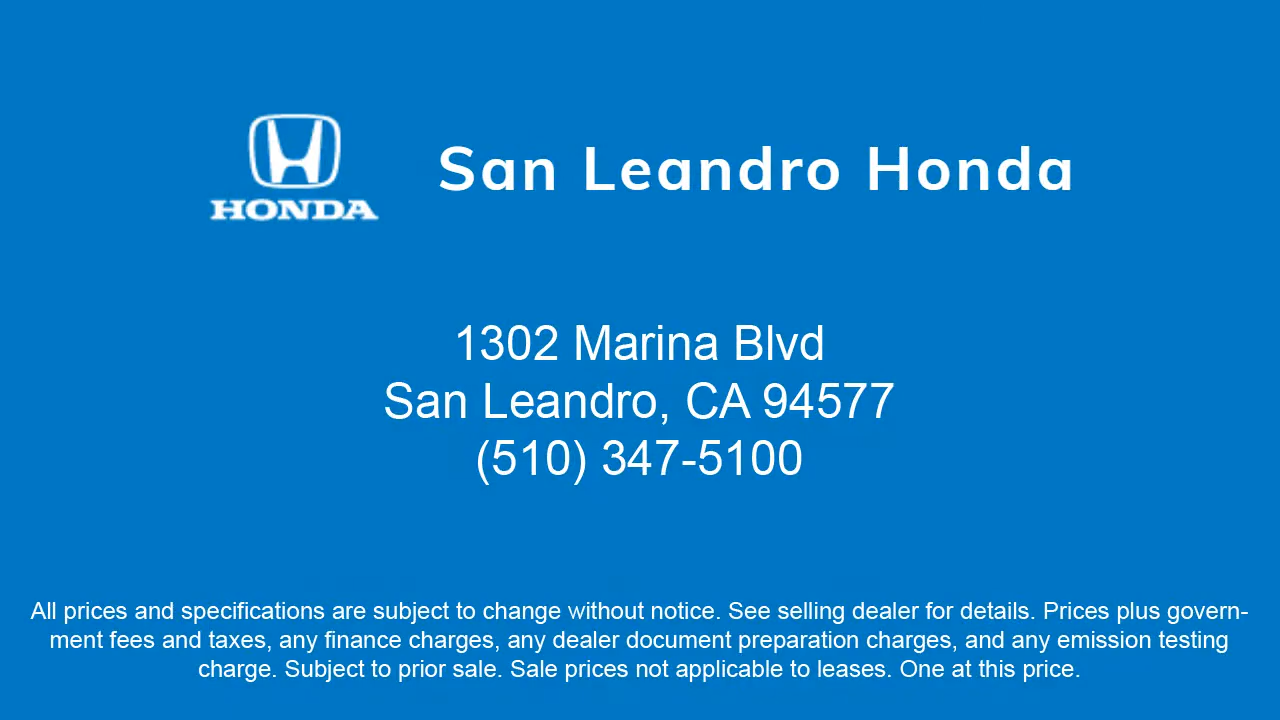 HONDA
San Leandro Honda
1302 Marina Blvd
San Leandro, CA 94577
(510) 347-5100
All prices and specifications are subject to change without notice. See selling dealer for details. Prices plus govern-
ment fees and taxes, any finance charges, any dealer document preparation charges, and any emission testing
charge. Subject to prior sale. Sale prices not applicable to leases. One at this price.